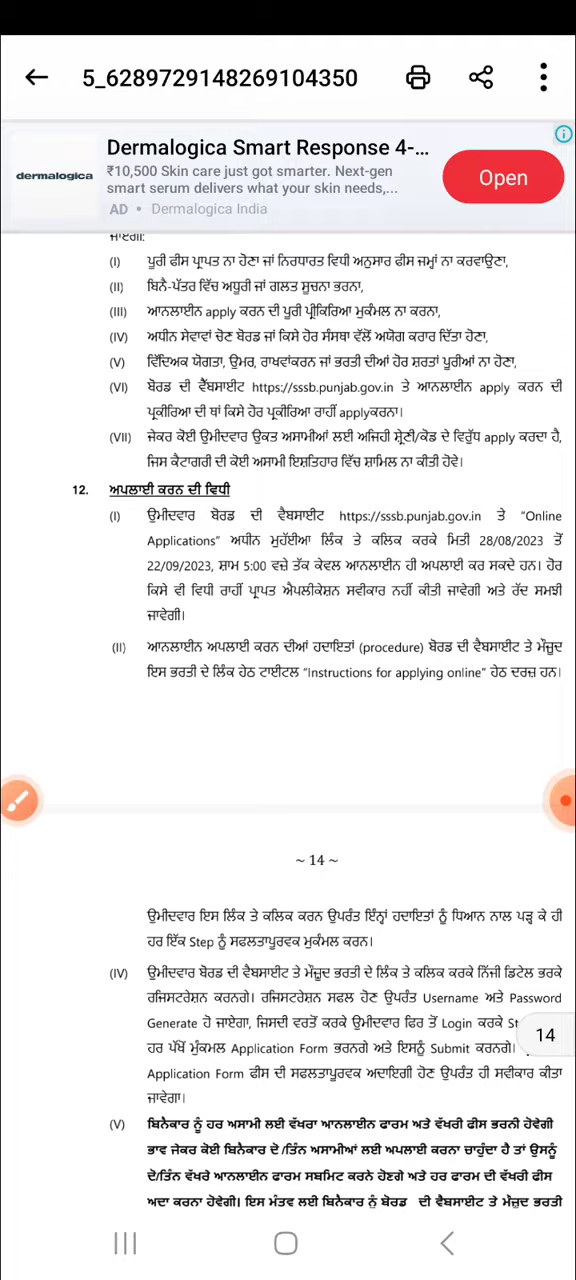 5_6289729148269104350
Dermalogica Smart Response 4-...
dermalogica
₹10,500 Skin care just got smarter. Next-gen
smart serum delivers what your skin needs,...
Open
AD • Dermalogica India
ਜਾਏਗੀ:
(I) ਪੂਰੀ ਫੀਸ ਪ੍ਰਾਪਤ ਨਾ ਹੋਣਾ ਜਾਂ ਨਿਰਧਾਰਤ ਵਿਧੀ ਅਨੁਸਾਰ ਫੀਸ ਜਮ੍ਹਾਂ ਨਾ ਕਰਵਾਉਣਾ,
(II) ਬਿਨੈ-ਪੱਤਰ ਵਿੱਚ ਅਧੂਰੀ ਜਾਂ ਗਲਤ ਸੂਚਨਾ ਭਰਨਾ,
(III) ਆਨਲਾਈਨ apply ਕਰਨ ਦੀ ਪੂਰੀ ਪ੍ਰੀਕਿਰਿਆ ਮੁਕੰਮਲ ਨਾ ਕਰਨਾ,
(IV) ਅਧੀਨ ਸੇਵਾਵਾਂ ਚੋਣ ਬੋਰਡ ਜਾਂ ਕਿਸੇ ਹੋਰ ਸੰਸਥਾ ਵੱਲੋਂ ਅਯੋਗ ਕਰਾਰ ਦਿੱਤਾ ਹੋਣਾ,
(V) ਵਿੱਦਿਅਕ ਯੋਗਤਾ, ਉਮਰ, ਰਾਖਵਾਂਕਰਨ ਜਾਂ ਭਰਤੀ ਦੀਆਂ ਹੋਰ ਸ਼ਰਤਾਂ ਪੂਰੀਆਂ ਨਾ ਹੋਣਾ,
(VI) ਬੋਰਡ ਦੀ ਵੈੱਬਸਾਈਟ https://sssb.punjab.gov.in ਤੇ ਆਨਲਾਈਨ apply ਕਰਨ ਦੀ
ਪ੍ਰਕੀਰਿਆ ਦੀ ਥਾਂ ਕਿਸੇ ਹੋਰ ਪ੍ਰਕੀਰਿਆ ਰਾਹੀਂ applyਕਰਨਾ।
(VII) ਜੇਕਰ ਕੋਈ ਉਮੀਦਵਾਰ ਉਕਤ ਅਸਾਮੀਆਂ ਲਈ ਅਜਿਹੀ ਸ਼੍ਰੇਣੀ/ਕੋਡ ਦੇ ਵਿਰੁੱਧ apply ਕਰਦਾ ਹੈ,
ਜਿਸ ਕੈਟਾਗਰੀ ਦੀ ਕੋਈ ਅਸਾਮੀ ਇਸ਼ਤਿਹਾਰ ਵਿੱਚ ਸ਼ਾਮਿਲ ਨਾ ਕੀਤੀ ਹੋਵੇ।
12. ਅਪਲਾਈ ਕਰਨ ਦੀ ਵਿਧੀ
(I) ਉਮੀਦਵਾਰ ਬੋਰਡ ਦੀ ਵੈਬਸਾਈਟ https://sssb.punjab.gov.in ਤੇ "Online
Applications" ਅਧੀਨ ਮੁਹੱਈਆ ਲਿੰਕ ਤੇ ਕਲਿਕ ਕਰਕੇ ਮਿਤੀ 28/08/2023 ਤੋਂ
22/09/2023, ਸ਼ਾਮ 5:00 ਵਜੇ ਤੱਕ ਕੇਵਲ ਆਨਲਾਈਨ ਹੀ ਅਪਲਾਈ ਕਰ ਸਕਦੇ ਹਨ। ਹੋਰ
ਕਿਸੇ ਵੀ ਵਿਧੀ ਰਾਹੀਂ ਪ੍ਰਾਪਤ ਐਪਲੀਕੇਸ਼ਨ ਸਵੀਕਾਰ ਨਹੀਂ ਕੀਤੀ ਜਾਵੇਗੀ ਅਤੇ ਰੱਦ ਸਮਝੀ
ਜਾਵੇਗੀ।
(II) ਆਨਲਾਈਨ ਅਪਲਾਈ ਕਰਨ ਦੀਆਂ ਹਦਾਇਤਾਂ (procedure) ਬੋਰਡ ਦੀ ਵੈਬਸਾਈਟ ਤੇ ਮੌਜੂਦ
ਇਸ ਭਰਤੀ ਦੇ ਲਿੰਕ ਹੇਠ ਟਾਈਟਲ "Instructions for applying online" ਹੇਠ ਦਰਜ਼ ਹਨ।
~ 14 ~
ਉਮੀਦਵਾਰ ਇਸ ਲਿੰਕ ਤੇ ਕਲਿਕ ਕਰਨ ਉਪਰੰਤ ਇੰਨ੍ਹਾਂ ਹਦਾਇਤਾਂ ਨੂੰ ਧਿਆਨ ਨਾਲ ਪੜ੍ਹ ਕੇ ਹੀ
ਹਰ ਇੱਕ Step ਨੂੰ ਸਫਲਤਾਪੂਰਵਕ ਮੁਕੰਮਲ ਕਰਨ।
(IV) ਉਮੀਦਵਾਰ ਬੋਰਡ ਦੀ ਵੈਬਸਾਈਟ ਤੇ ਮੌਜੂਦ ਭਰਤੀ ਦੇ ਲਿੰਕ ਤੇ ਕਲਿਕ ਕਰਕੇ ਨਿੱਜੀ ਡਿਟੇਲ ਭਰਕੇ
ਰਜਿਸਟਰੇਸ਼ਨ ਕਰਨਗੇ। ਰਜਿਸਟਰੇਸ਼ਨ ਸਫਲ ਹੋਣ ਉਪਰੰਤ Username ਅਤੇ Password
Generate ਹੋ ਜਾਏਗਾ, ਜਿਸਦੀ ਵਰਤੋਂ ਕਰਕੇ ਉਮੀਦਵਾਰ ਫਿਰ ਤੋਂ Login ਕਰਕੇ
14
ਹਰ ਪੱਖੋਂ ਮੁੰਕਮਲ Application Form ਭਰਨਗੇ ਅਤੇ ਇਸਨੂੰ Submit ਕਰਨਗੇ।
Application Form ਫੀਸ ਦੀ ਸਫਲਤਾਪੂਰਵਕ ਅਦਾਇਗੀ ਹੋਣ ਉਪਰੰਤ ਹੀ ਸਵੀਕਾਰ ਕੀਤਾ
ਜਾਵੇਗਾ।
(V) ਬਿਨੈਕਾਰ ਨੂੰ ਹਰ ਅਸਾਮੀ ਲਈ ਵੱਖਰਾ ਆਨਲਾਈਨ ਫਾਰਮ ਅਤੇ ਵੱਖਰੀ ਫੀਸ ਭਰਨੀ ਹੋਵੇਗੀ
ਭਾਵ ਜੇਕਰ ਕੋਈ ਬਿਨੈਕਾਰ ਦੋ /ਤਿੰਨ ਅਸਾਮੀਆਂ ਲਈ ਅਪਲਾਈ ਕਰਨਾ ਚਾਹੁੰਦਾ ਹੈ ਤਾਂ ਉਸਨੂੰ
ਦੋ/ਤਿੰਨ ਵੱਖਰੇ ਆਨਲਾਈਨ ਫਾਰਮ ਸਬਮਿਟ ਕਰਨੇ ਹੋਣਗੇ ਅਤੇ ਹਰ ਫਾਰਮ ਦੀ ਵੱਖਰੀ ਫੀਸ
ਅਦਾ ਕਰਨਾ ਹੋਵੇਗੀ। ਇਸ ਮੰਤਵ ਲਈ ਬਿਨੈਕਾਰ ਨੂੰ ਬੋਰਡ ਦੀ ਵੈਬਸਾਈਟ ਤੇ ਮੌਜੂਦ ਭਰਤੀ